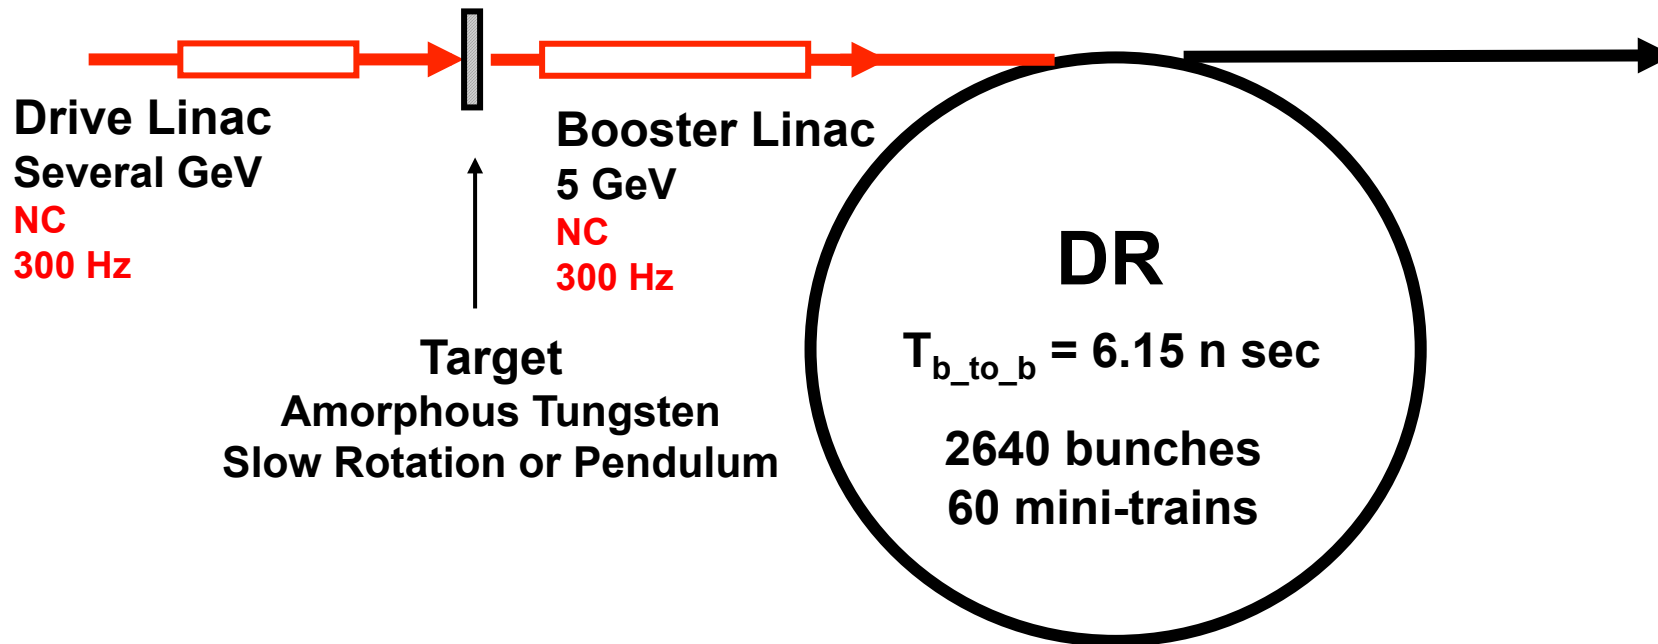 Drive Linac
Several GeV
NC
300 Hz
Booster Linac
5 GeV
NC
300 Hz
Target
Amorphous Tungsten
Slow Rotation or Pendulum
DR
T_b_to_b = 6.15 n sec
2640 bunches
60 mini-trains